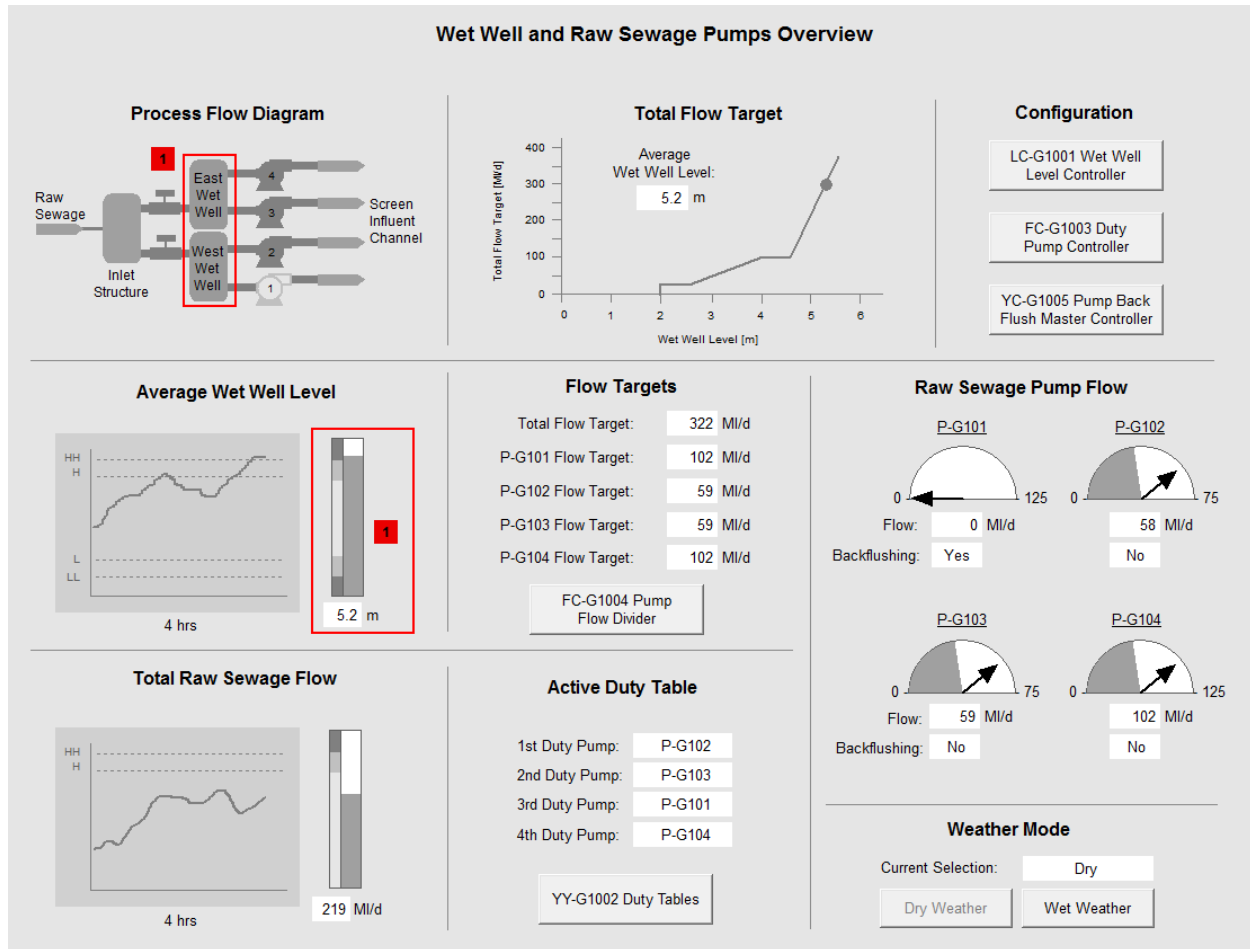 Wet Well and Raw Sewage Pumps Overview
Process Flow Diagram
1
Raw
Sewage
Inlet
Structure
East
Wet
Well
West
Wet
Well
4
3
2
1
Screen
Influent
Channel
Total Flow Target
Average
Wet Well Level:
5.2 m
Total Flow Target [Ml/d]
400
300
200
100
0
0 1 2 3 4 5 6
Wet Well Level [m]
Configuration
LC-G1001 Wet Well
Level Controller
FC-G1003 Duty
Pump Controller
YC-G1005 Pump Back
Flush Master Controller
Average Wet Well Level
HH
H
L
LL
4 hrs
1
5.2 m
Flow Targets
Total Flow Target: 322 Ml/d
P-G101 Flow Target: 102 Ml/d
P-G102 Flow Target: 59 Ml/d
P-G103 Flow Target: 59 Ml/d
P-G104 Flow Target: 102 Ml/d
FC-G1004 Pump
Flow Divider
Raw Sewage Pump Flow
P-G101 P-G102
0 125 0 75
Flow: 0 Ml/d 58 Ml/d
Backflushing: Yes No
P-G103 P-G104
0 75 0 125
Flow: 59 Ml/d 102 Ml/d
Backflushing: No No
Total Raw Sewage Flow
HH
H
4 hrs
219 Ml/d
Active Duty Table
1st Duty Pump: P-G102
2nd Duty Pump: P-G103
3rd Duty Pump: P-G101
4th Duty Pump: P-G104
YY-G1002 Duty Tables
Weather Mode
Current Selection: Dry
Dry Weather Wet Weather